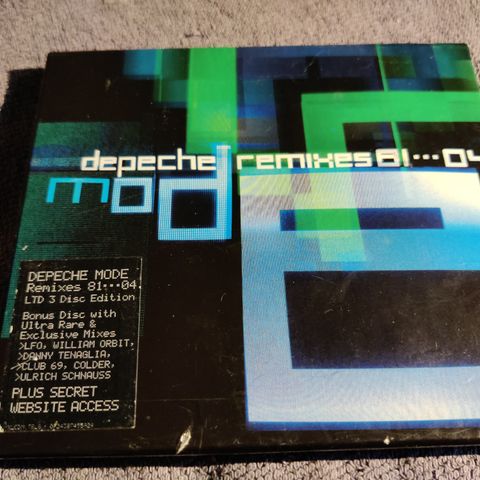 depeche
mode
remixes 81···04
DEPECHE MODE
Remixes 81···04
LTD 3 Disc Edition
Bonus Disc with
Ultra Rare &
Exclusive Mixes
>LFO, WILLIAM ORBIT,
>DANNY TENAGLIA,
>CLUB 69, COLDER,
>ULRICH SCHNAUSS
PLUS SECRET
WEBSITE ACCESS